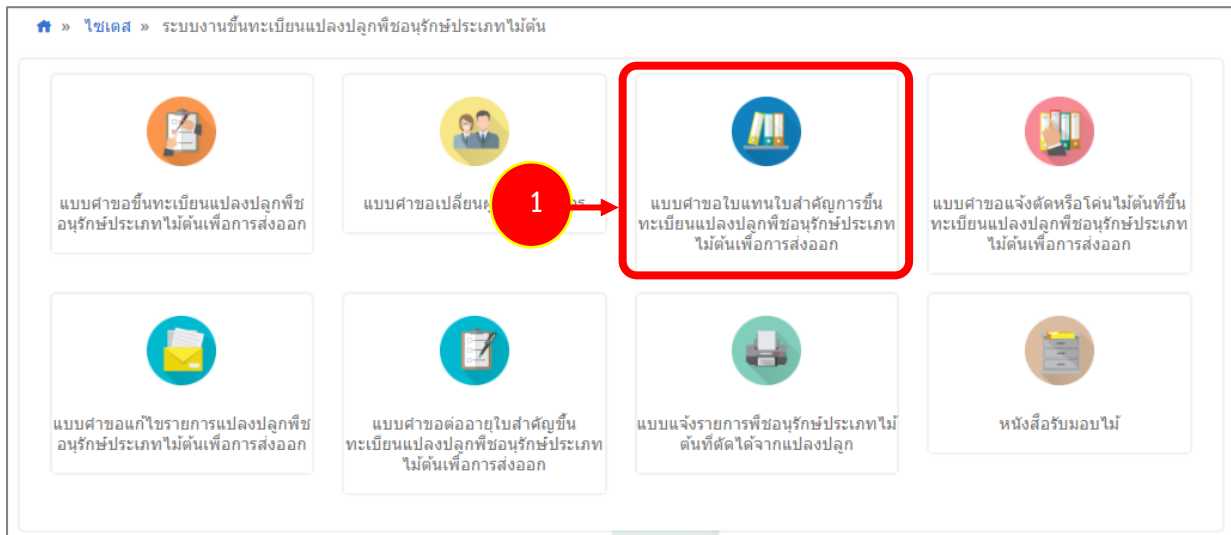 » ไซเตส » ระบบงานขึ้นทะเบียนแปลงปลูกพืชอนุรักษ์ประเภทไม้ต้น
แบบคำขอขึ้นทะเบียนแปลงปลูกพืช
อนุรักษ์ประเภทไม้ต้นเพื่อการส่งออก
แบบคำขอเปลี่ยน
1
แบบคำขอใบแทนใบสำคัญการขึ้น
ทะเบียนแปลงปลูกพืชอนุรักษ์ประเภท
ไม้ต้นเพื่อการส่งออก
แบบคำขอแจ้งตัดหรือโค่นไม้ต้นที่ขึ้น
ทะเบียนแปลงปลูกพืชอนุรักษ์ประเภท
ไม้ต้นเพื่อการส่งออก
แบบคำขอแก้ไขรายการแปลงปลูกพืช
อนุรักษ์ประเภทไม้ต้นเพื่อการส่งออก
แบบคำขอต่ออายุใบสำคัญขึ้น
ทะเบียนแปลงปลูกพืชอนุรักษ์ประเภท
ไม้ต้นเพื่อการส่งออก
แบบแจ้งรายการพืชอนุรักษ์ประเภทไม้
ต้นที่ตัดได้จากแปลงปลูก
หนังสือรับมอบไม้